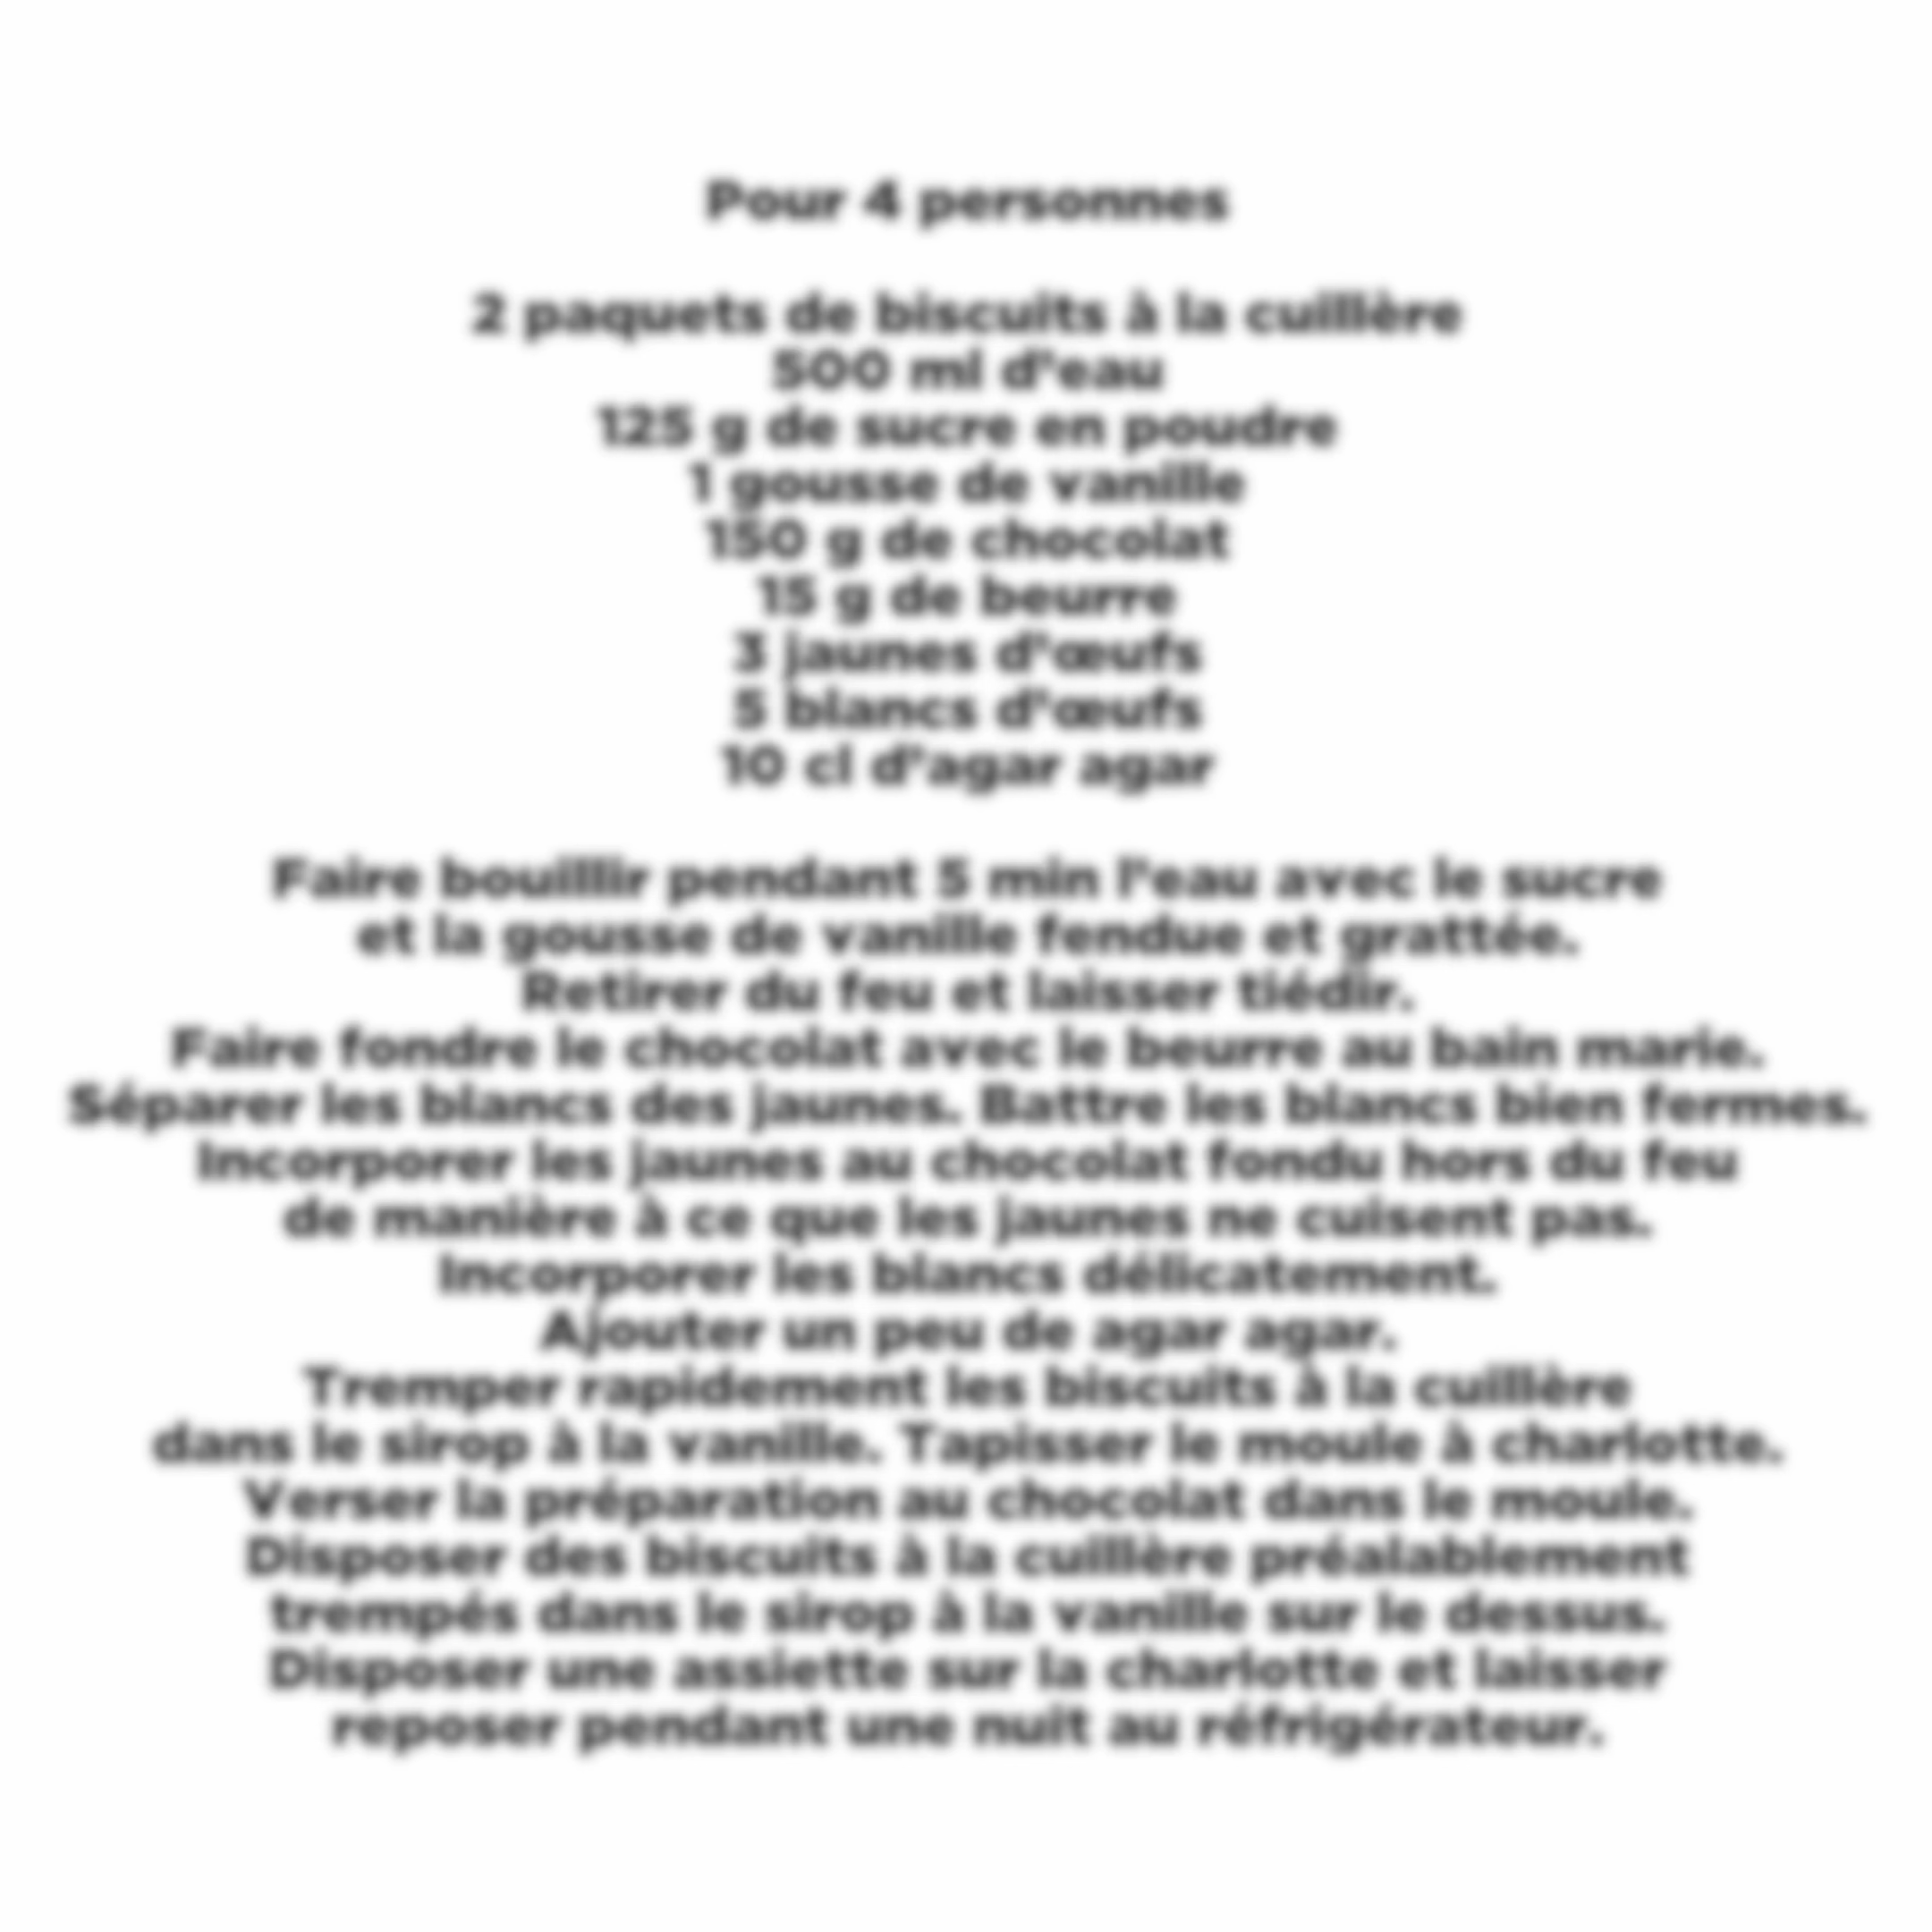 Pour 4 personnes
2 paquets de biscuits à la cuillère
500 ml d’eau
125 g de sucre en poudre
1 gousse de vanille
150 g de chocolat
15 g de beurre
3 jaunes d’œufs
5 blancs d’œufs
10 cl d’agar agar
Faire bouillir pendant 5 min l’eau avec le sucre
et la gousse de vanille fendue et grattée.
Retirer du feu et laisser tiédir.
Faire fondre le chocolat avec le beurre au bain marie.
Séparer les blancs des jaunes. Battre les blancs bien fermes.
Incorporer les jaunes au chocolat fondu hors du feu
de manière à ce que les jaunes ne cuisent pas.
Incorporer les blancs délicatement.
Ajouter un peu de agar agar.
Tremper rapidement les biscuits à la cuillère
dans le sirop à la vanille. Tapisser le moule à charlotte.
Verser la préparation au chocolat dans le moule.
Disposer des biscuits à la cuillère préalablement
trempés dans le sirop à la vanille sur le dessus.
Disposer une assiette sur la charlotte et laisser
reposer pendant une nuit au réfrigérateur.